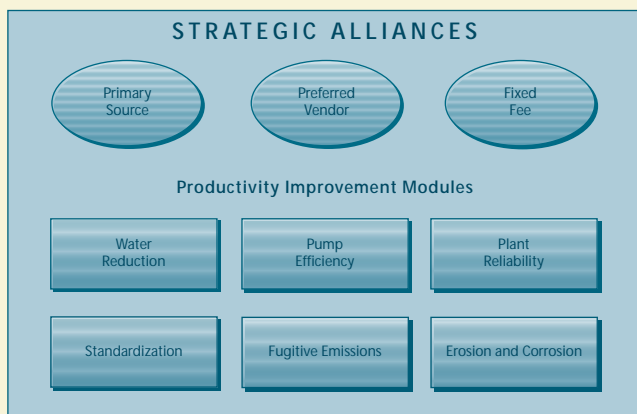 STRATEGIC ALLIANCES
Primary
Source
Preferred
Vendor
Fixed
Fee
Productivity Improvement Modules
Water
Reduction
Pump
Efficiency
Plant
Reliability
Standardization
Fugitive Emissions
Erosion and Corrosion